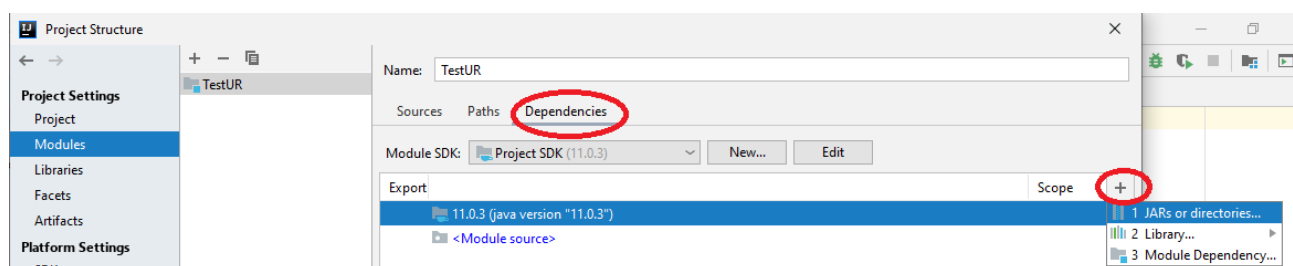 IJ Project Structure
Name: TestUR
TestUR
Project Settings
Project
Modules
Libraries
Facets
Artifacts
Platform Settings
Sources Paths Dependencies
Module SDK: Project SDK (11.0.3) New... Edit
Export Scope
11.0.3 (java version "11.0.3")
<Module source>
1 JARs or directories...
2 Library...
3 Module Dependency...